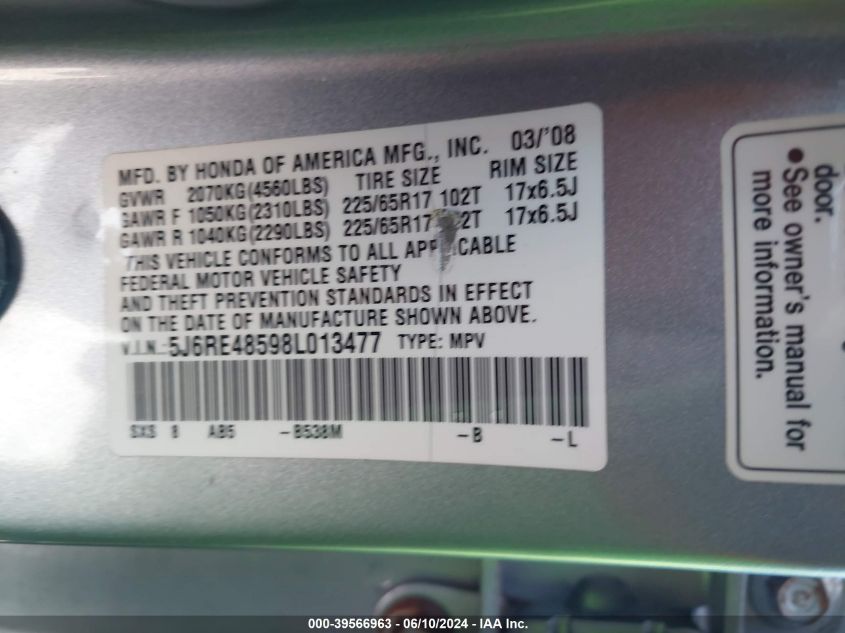 MFD. BY HONDA OF AMERICA MFG., INC. 03/'08
GVWR 2070KG(4560LBS) TIRE SIZE RIM SIZE
GAWR F 1050KG(2310LBS) 225/65R17 102T 17x6.5J
GAWR R 1040KG(2290LBS) 225/65R17 17x6.5J
THIS VEHICLE CONFORMS TO ALL APPLICABLE
FEDERAL MOTOR VEHICLE SAFETY
AND THEFT PREVENTION STANDARDS IN EFFECT
ON THE DATE OF MANUFACTURE SHOWN ABOVE.
V.I.N.: 5J6RE48598L013477 TYPE: MPV
SXS 8 AB5 -B538M -B -L
door.
• See owner's manual for
more information.
000-39566963 - 06/10/2024 - IAA Inc.